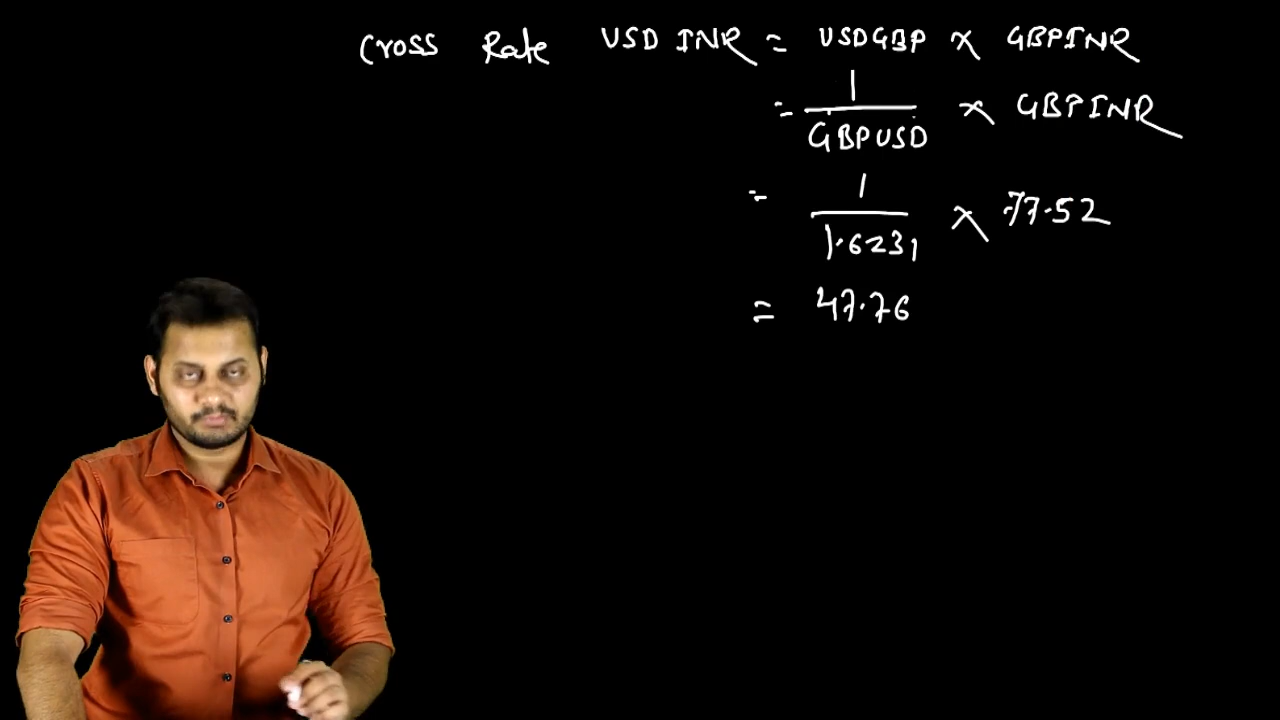 Cross Rate USD INR = USDGBP × GBPINR
= 1 / GBPUSD × GBPINR
= 1 / 1.6231 × 77.52
= 47.76